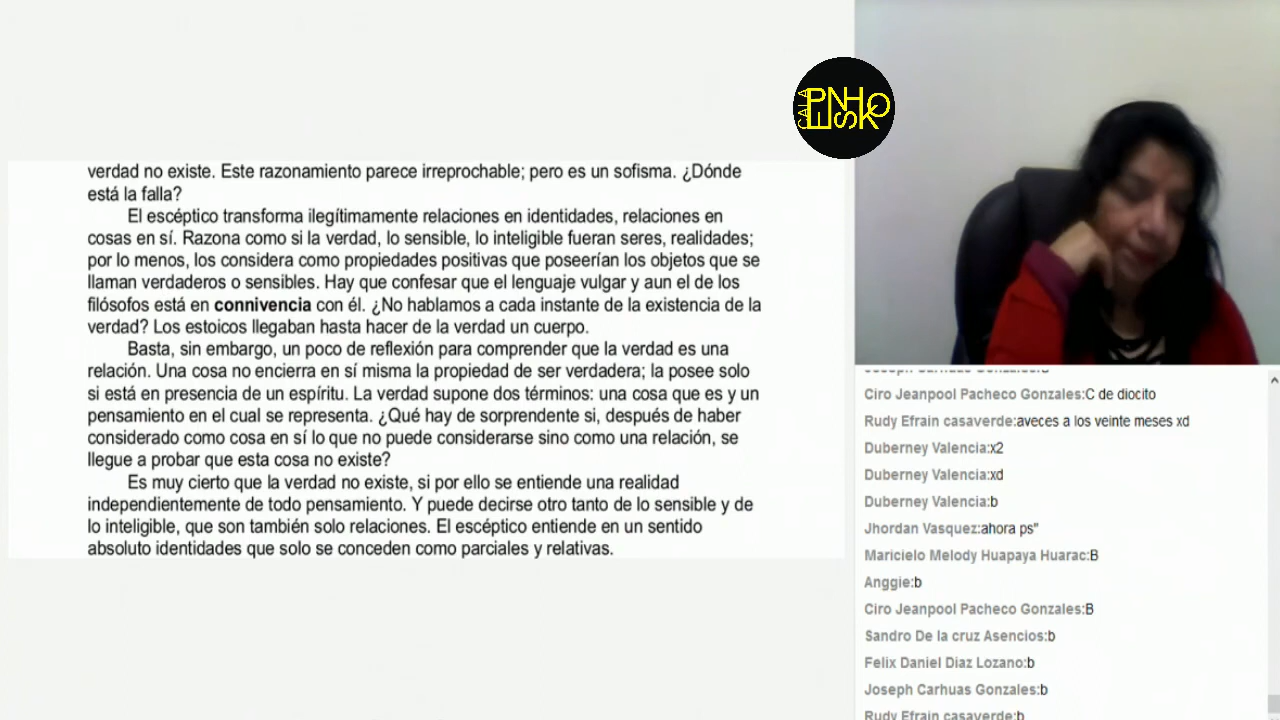 verdad no existe. Este razonamiento parece irreprochable; pero es un sofisma. ¿Dónde
está la falla?
El escéptico transforma ilegítimamente relaciones en identidades, relaciones en
cosas en sí. Razona como si la verdad, lo sensible, lo inteligible fueran seres, realidades;
por lo menos, los considera como propiedades positivas que poseerían los objetos que se
llaman verdaderos o sensibles. Hay que confesar que el lenguaje vulgar y aun el de los
filósofos está en connivencia con él. ¿No hablamos a cada instante de la existencia de la
verdad? Los estoicos llegaban hasta hacer de la verdad un cuerpo.
Basta, sin embargo, un poco de reflexión para comprender que la verdad es una
relación. Una cosa no encierra en sí misma la propiedad de ser verdadera; la posee solo
si está en presencia de un espíritu. La verdad supone dos términos: una cosa que es y un
pensamiento en el cual se representa. ¿Qué hay de sorprendente si, después de haber
considerado como cosa en sí lo que no puede considerarse sino como una relación, se
llegue a probar que esta cosa no existe?
Es muy cierto que la verdad no existe, si por ello se entiende una realidad
independientemente de todo pensamiento. Y puede decirse otro tanto de lo sensible y de
lo inteligible, que son también solo relaciones. El escéptico entiende en un sentido
absoluto identidades que solo se conceden como parciales y relativas.
Joseph Carhuas Gonzales:
Ciro Jeanpool Pacheco Gonzales:C de diocito
Rudy Efrain casaverde:aveces a los veinte meses xd
Duberney Valencia:x2
Duberney Valencia:xd
Duberney Valencia:b
Jhordan Vasquez:ahora ps"
Maricielo Melody Huapaya Huarac:B
Anggie:b
Ciro Jeanpool Pacheco Gonzales:B
Sandro De la cruz Asencios:b
Felix Daniel Diaz Lozano:b
Joseph Carhuas Gonzales:b
Rudy Efrain casaverde:b